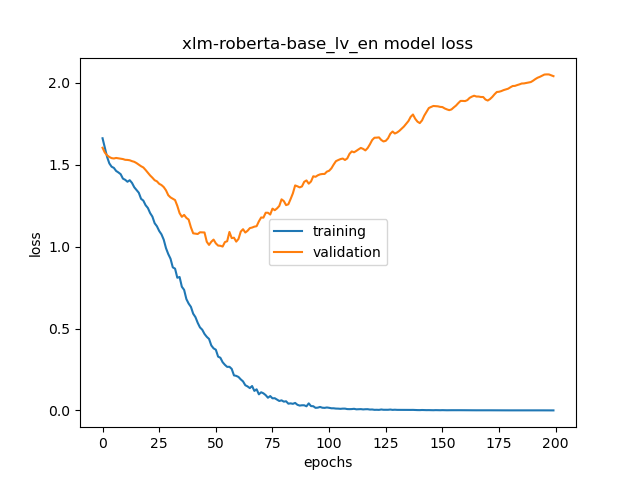 xlm-roberta-base_lv_en model loss
2.0
1.5
1.0
0.5
0.0
loss
training
validation
0 25 50 75 100 125 150 175 200
epochs